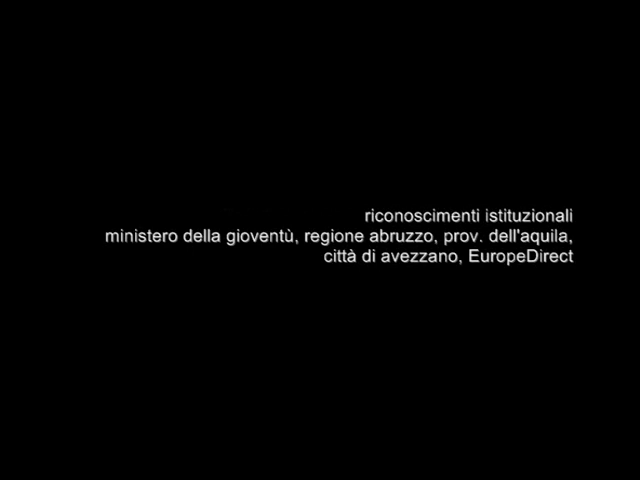 riconoscimenti istituzionali
ministero della gioventù, regione abruzzo, prov. dell'aquila,
città di avezzano, EuropeDirect